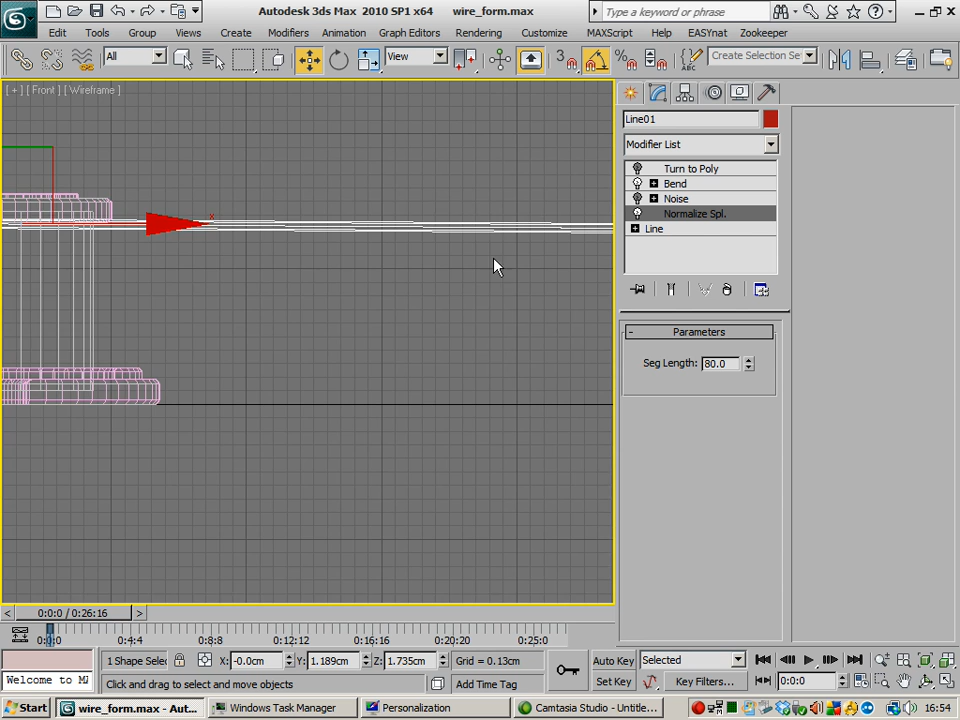 Autodesk 3ds Max 2010 SP1 x64 wire_form.max
Type a keyword or phrase
Edit Tools Group Views Create Modifiers Animation Graph Editors Rendering Customize MAXScript Help EASYnat Zookeeper
All View 3 Create Selection Se
[ + ] [ Front ] [ Wireframe ]
x
Line01
Modifier List
Turn to Poly
Bend
Noise
Normalize Spl.
Line
Parameters
Seg Length: 80.0
0:0:0 / 0:26:16
0:0:0 0:4:4 0:8:8 0:12:12 0:16:16 0:20:20 0:25:0
1 Shape Selec X: -0.0cm Y: 1.189cm Z: 1.735cm Grid = 0.13cm Auto Key Selected
Welcome to MA Click and drag to select and move objects Add Time Tag Set Key Key Filters... 0:0:0
Start wire_form.max - Aut... Windows Task Manager Personalization Camtasia Studio - Untitle... 16:54